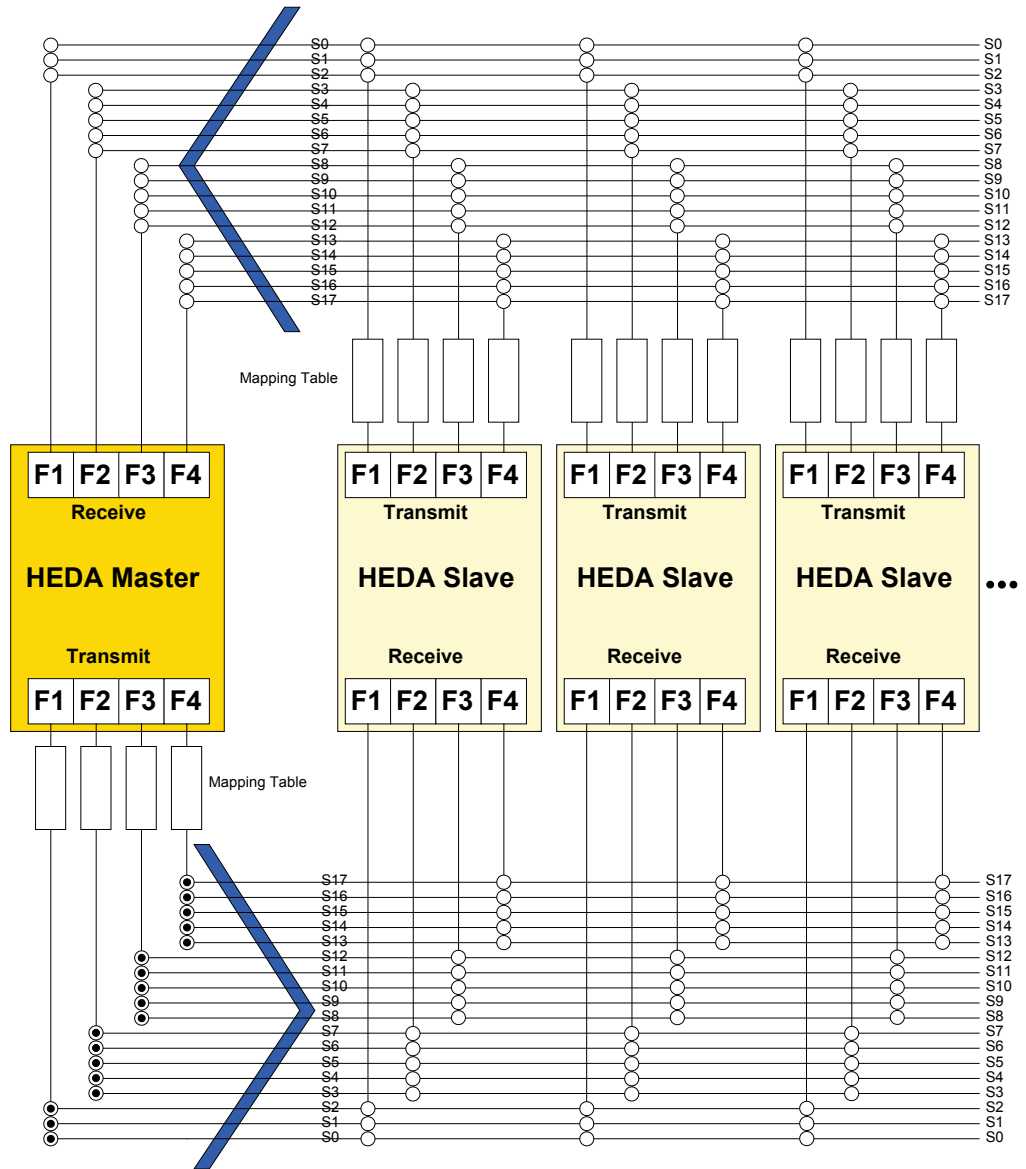 S0 S0
S1 S1
S2 S2
S3 S3
S4 S4
S5 S5
S6 S6
S7 S7
S8 S8
S9 S9
S10 S10
S11 S11
S12 S12
S13 S13
S14 S14
S15 S15
S16 S16
S17 S17
Mapping Table
F1 F2 F3 F4 F1 F2 F3 F4 F1 F2 F3 F4 F1 F2 F3 F4
Receive Transmit Transmit Transmit
HEDA Master HEDA Slave HEDA Slave HEDA Slave ...
Transmit Receive Receive Receive
F1 F2 F3 F4 F1 F2 F3 F4 F1 F2 F3 F4 F1 F2 F3 F4
Mapping Table
S17 S17
S16 S16
S15 S15
S14 S14
S13 S13
S12 S12
S11 S11
S10 S10
S9 S9
S8 S8
S7 S7
S6 S6
S5 S5
S4 S4
S3 S3
S2 S2
S1 S1
S0 S0